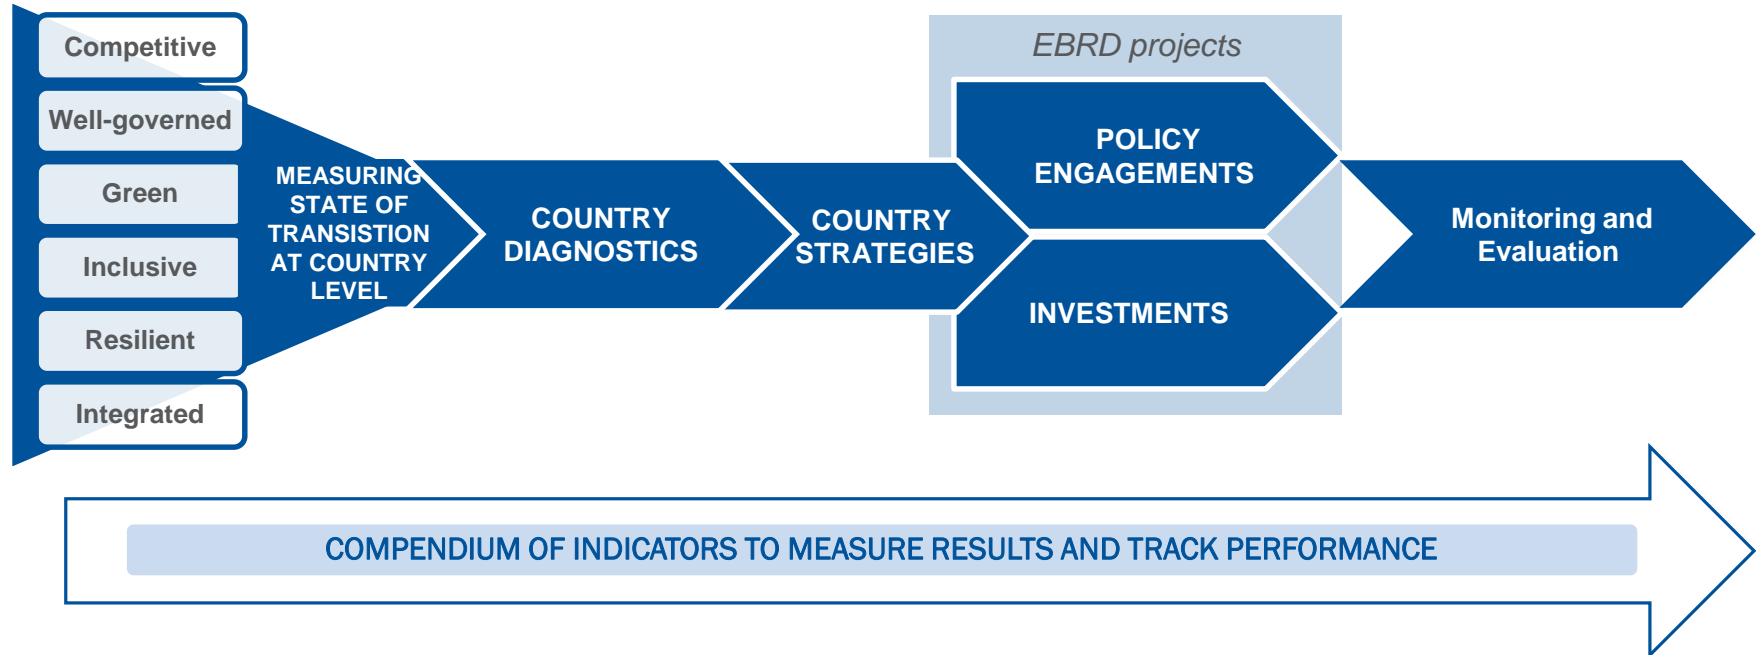 Competitive
Well-governed
Green
Inclusive
Resilient
Integrated
MEASURING
STATE OF
TRANSISTION
AT COUNTRY
LEVEL
COUNTRY
DIAGNOSTICS
COUNTRY
STRATEGIES
EBRD projects
POLICY
ENGAGEMENTS
INVESTMENTS
Monitoring and
Evaluation
COMPENDIUM OF INDICATORS TO MEASURE RESULTS AND TRACK PERFORMANCE